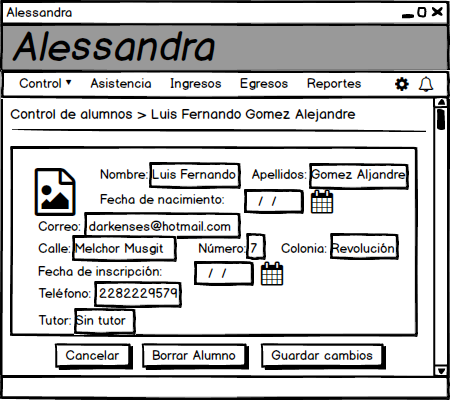 Alessandra
Alessandra
Control ▾ Asistencia Ingresos Egresos Reportes
Control de alumnos > Luis Fernando Gomez Alejandre
Nombre: Luis Fernando Apellidos: Gomez Aljandre
Fecha de nacimiento: / /
Correo: darkenses@hotmail.com
Calle: Melchor Musgit Número: 7 Colonia: Revolución
Fecha de inscripción: / /
Teléfono: 2282229579
Tutor: Sin tutor
Cancelar Borrar Alumno Guardar cambios